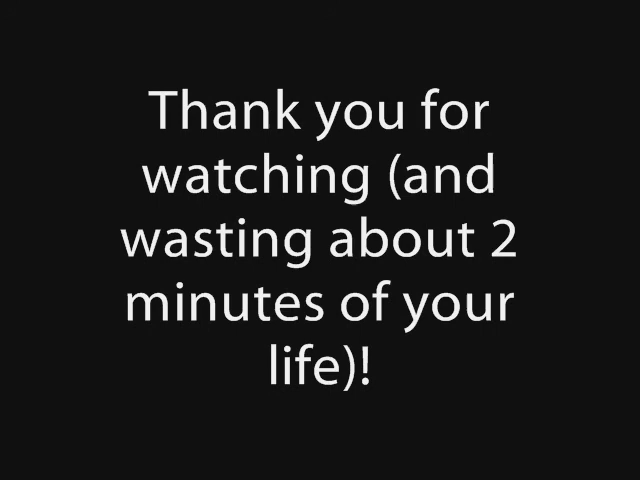 Thank you for
watching (and
wasting about 2
minutes of your
life)!